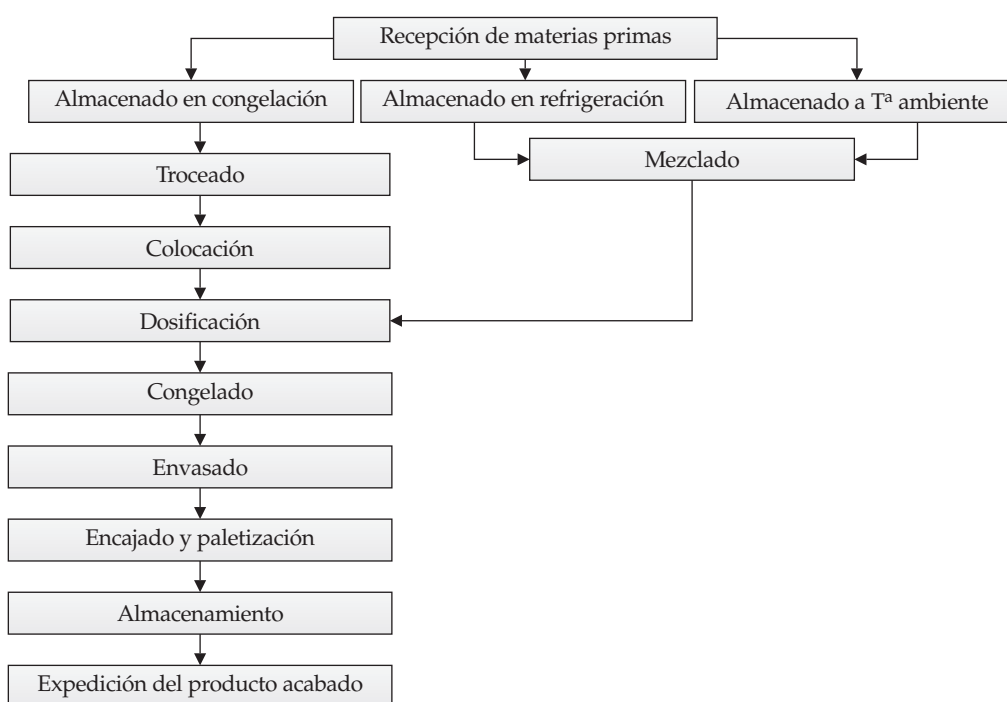 Recepción de materias primas
Almacenado en congelación
Almacenado en refrigeración
Almacenado a Tª ambiente
Mezclado
Troceado
Colocación
Dosificación
Congelado
Envasado
Encajado y paletización
Almacenamiento
Expedición del producto acabado